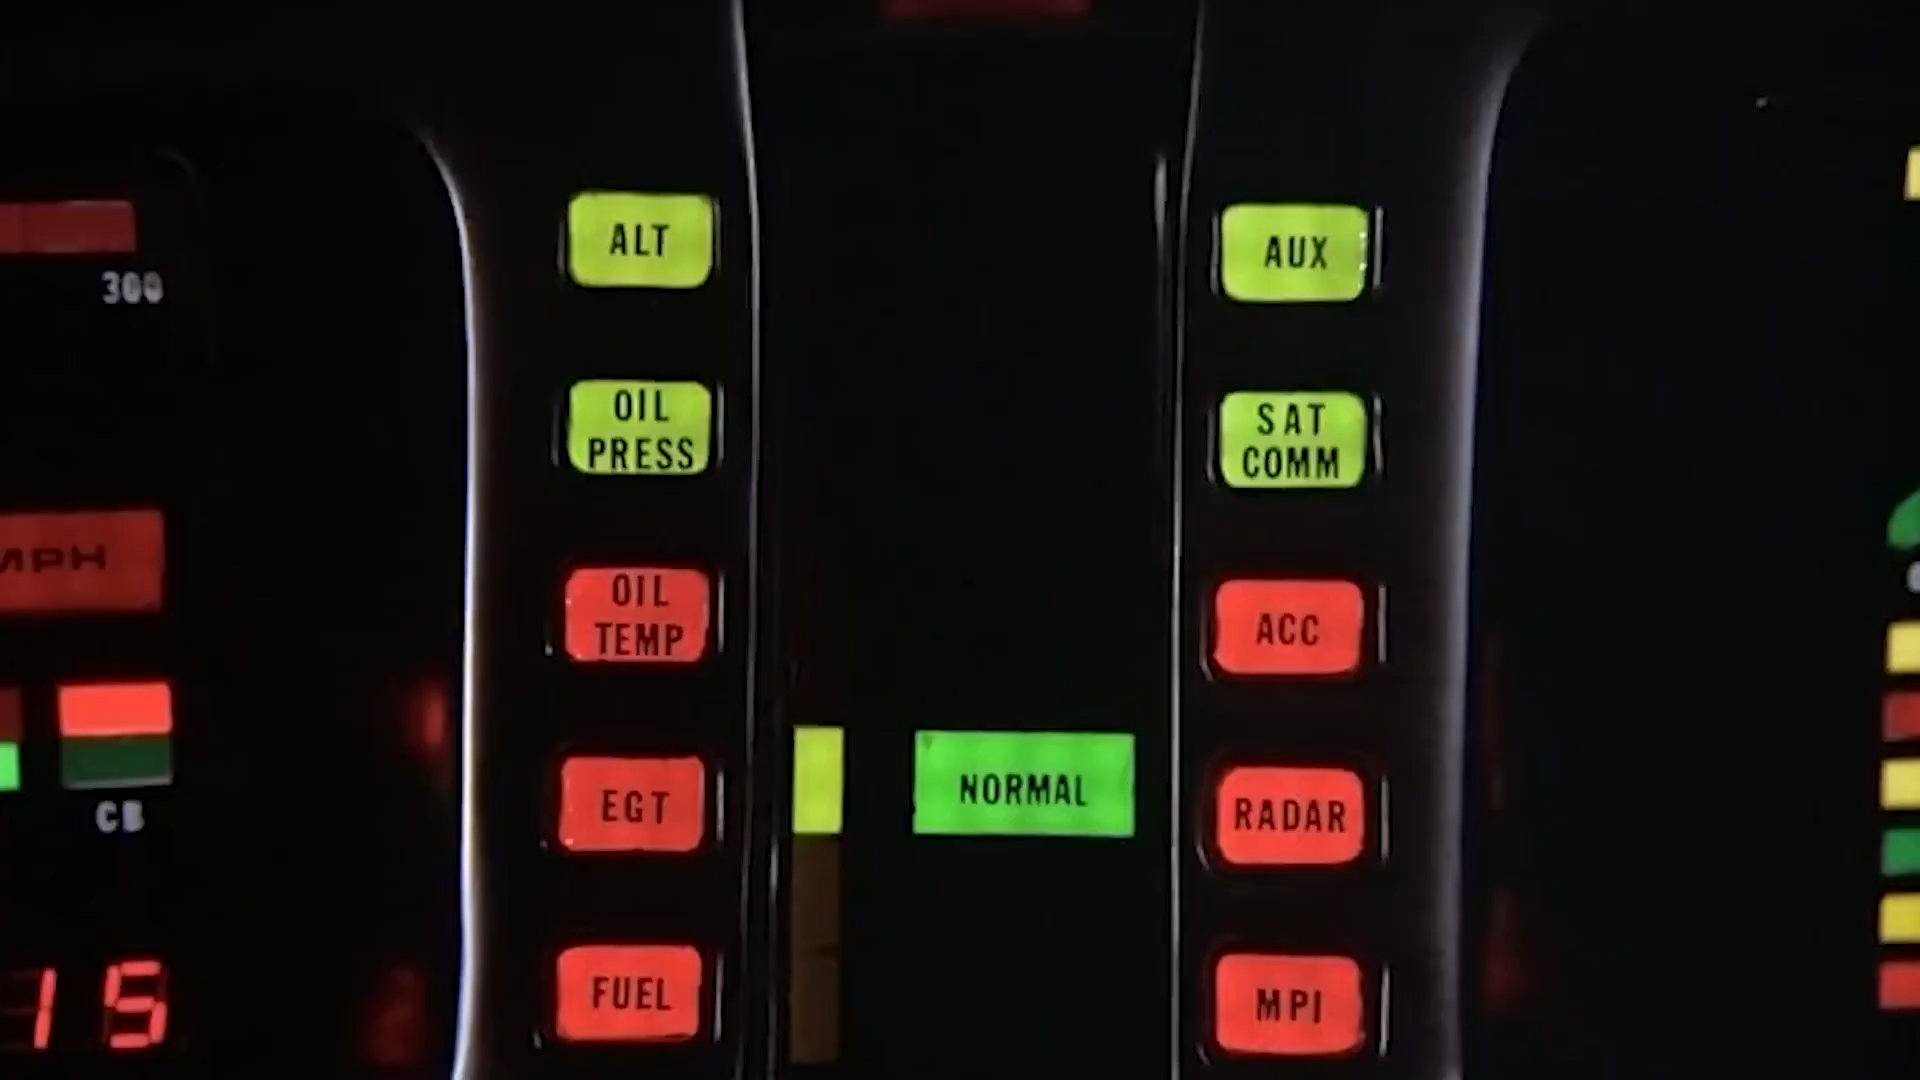 300
MPH
CB
15
ALT
OIL
PRESS
OIL
TEMP
EGT
FUEL
NORMAL
AUX
SAT
COMM
ACC
RADAR
MPI